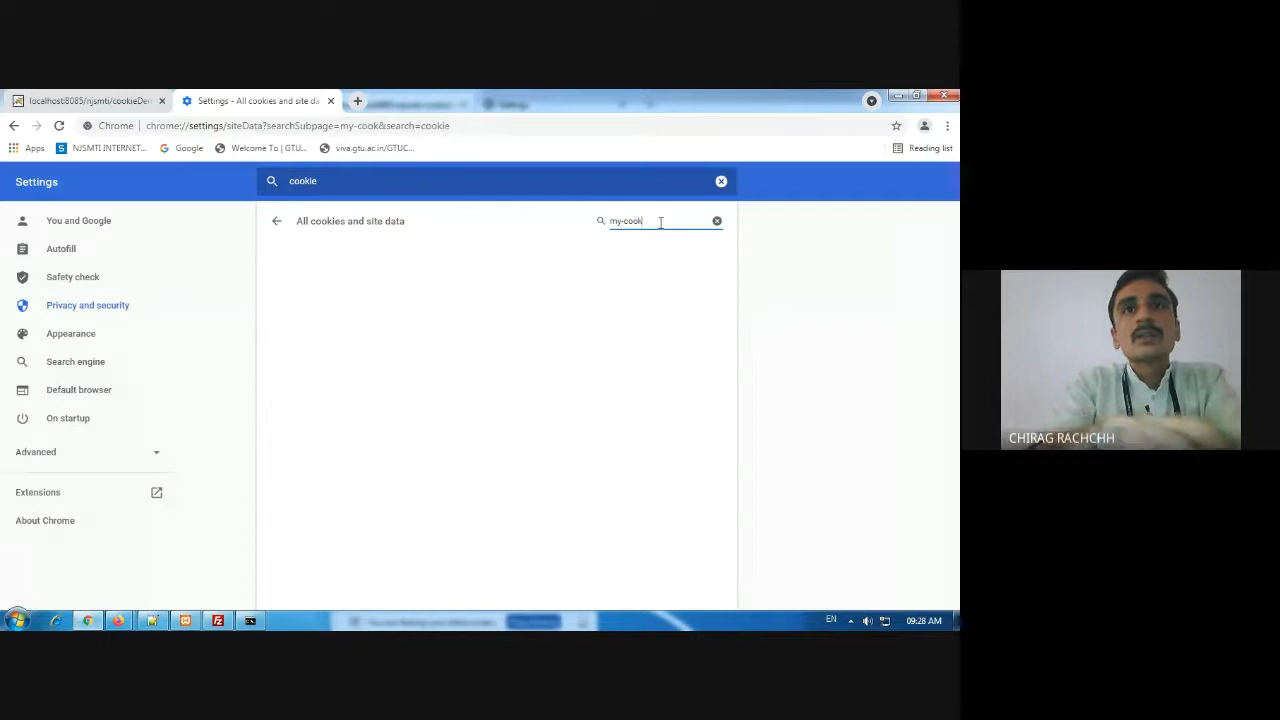 localhost:8085/njsmti/cookieDe
Settings - All cookies and site da
Chrome
chrome://settings/siteData?searchSubpage=my-cook&search=cookie
Apps
NJSMTI INTERNET...
Google
Welcome To | GTU...
viva.gtu.ac.in/GTUC...
Reading list
Settings
cookie
All cookies and site data
my-cook
You and Google
Autofill
Safety check
Privacy and security
Appearance
Search engine
Default browser
On startup
Advanced
Extensions
About Chrome
CHIRAG RACHCHH
EN
09:28 AM